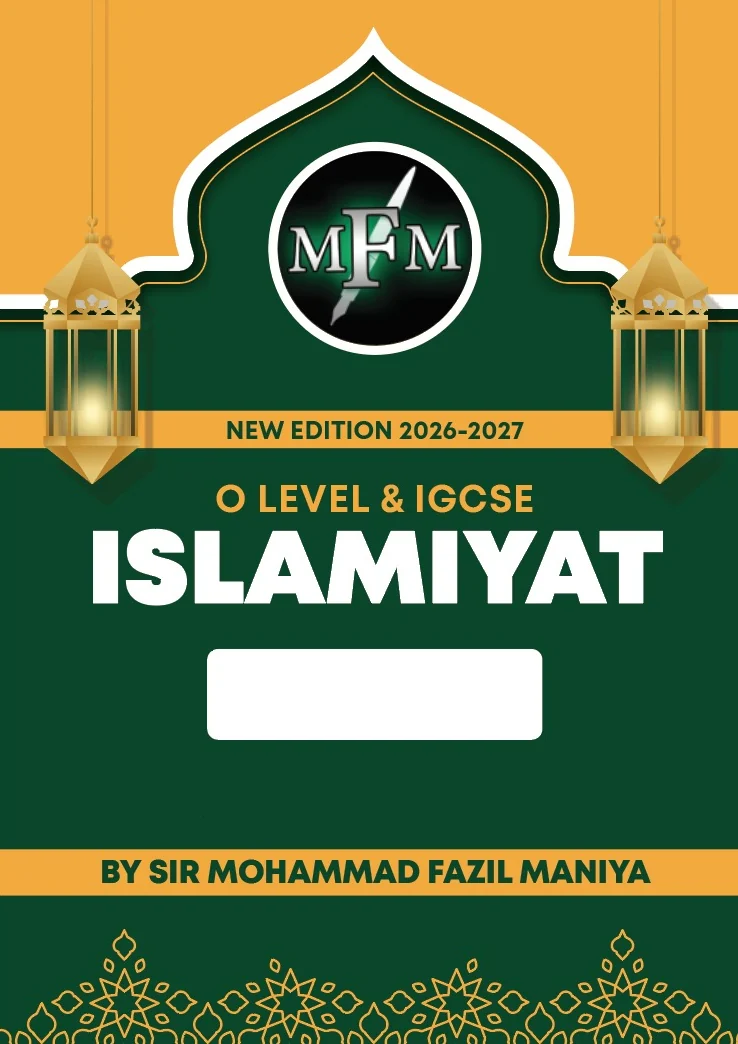 MFM
NEW EDITION 2026-2027
O LEVEL & IGCSE
ISLAMIYAT
BY SIR MOHAMMAD FAZIL MANIYA